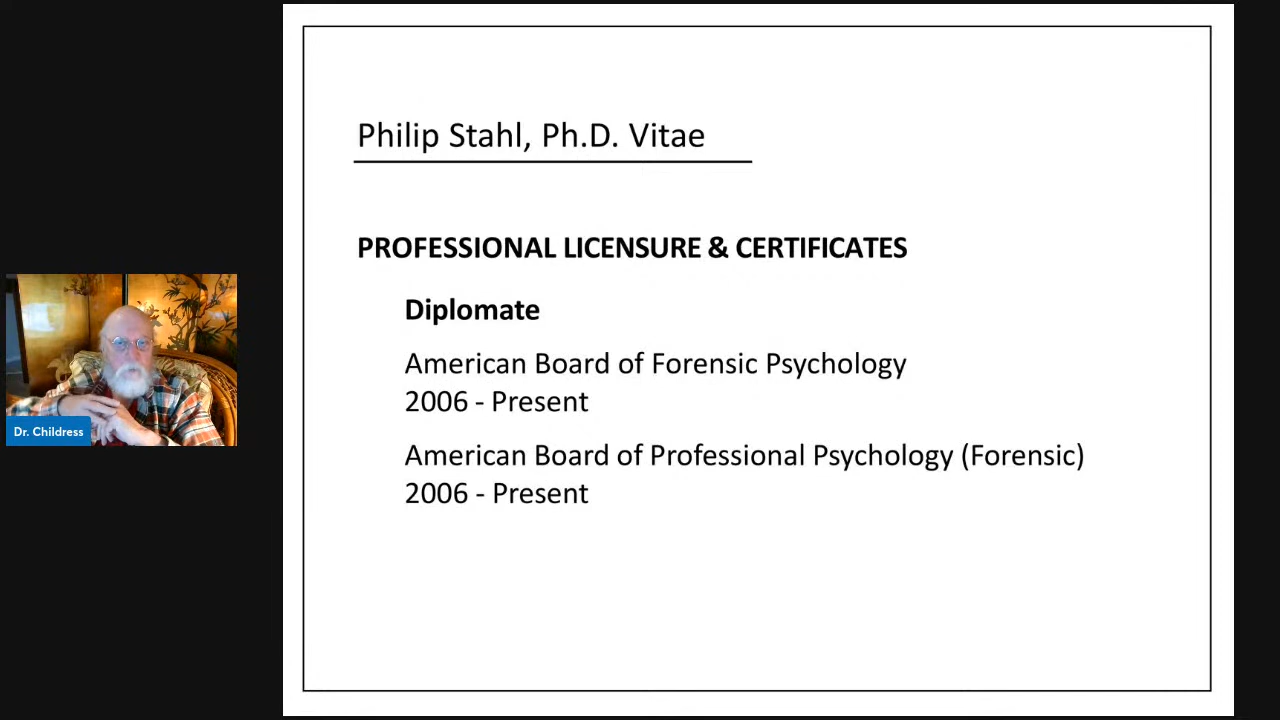 Philip Stahl, Ph.D. Vitae
PROFESSIONAL LICENSURE & CERTIFICATES
Diplomate
American Board of Forensic Psychology
2006 - Present
American Board of Professional Psychology (Forensic)
2006 - Present
Dr. Childress